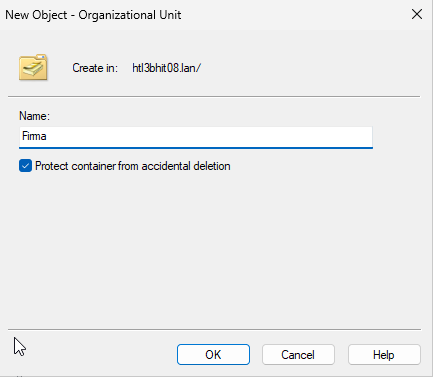 New Object - Organizational Unit
Create in: htl3bhit08.lan/
Name:
Firma
Protect container from accidental deletion
OK Cancel Help